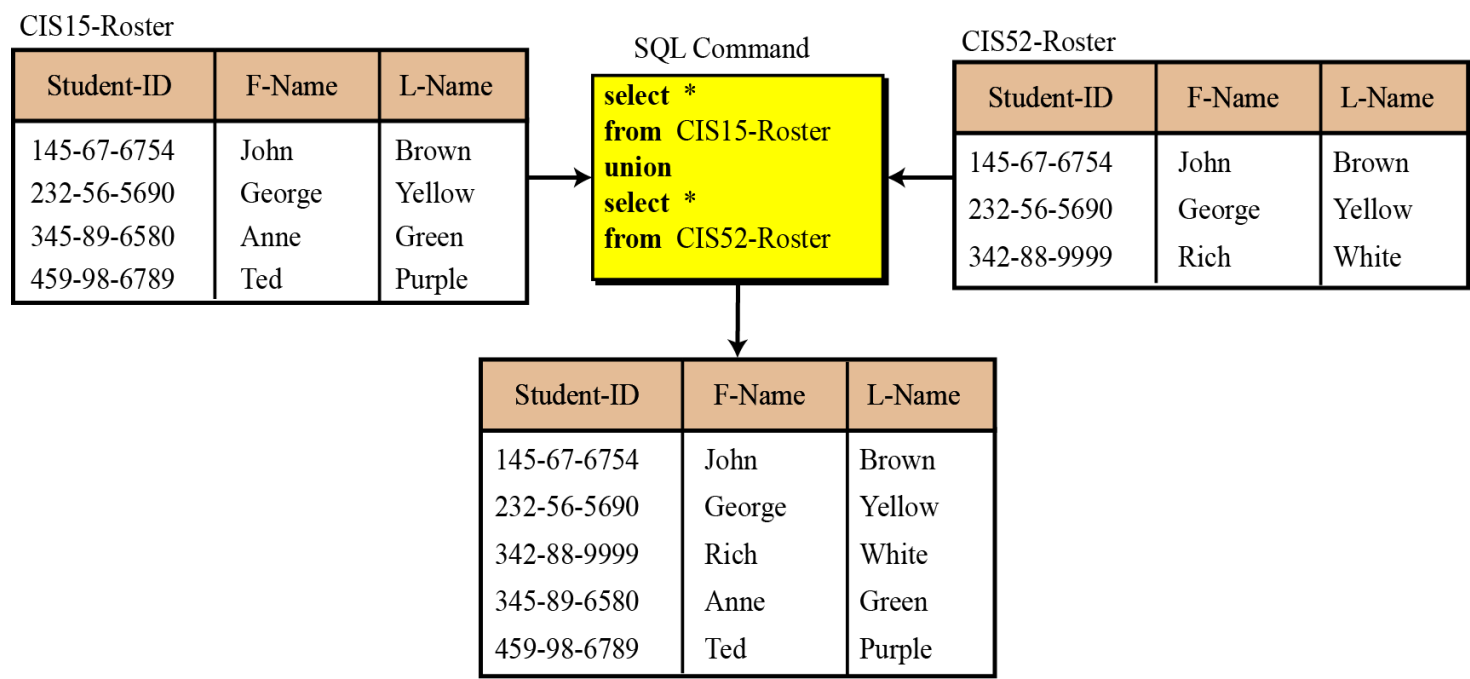 CIS15-Roster
Student-ID F-Name L-Name
145-67-6754 John Brown
232-56-5690 George Yellow
345-89-6580 Anne Green
459-98-6789 Ted Purple
SQL Command
select *
from CIS15-Roster
union
select *
from CIS52-Roster
CIS52-Roster
Student-ID F-Name L-Name
145-67-6754 John Brown
232-56-5690 George Yellow
342-88-9999 Rich White
Student-ID F-Name L-Name
145-67-6754 John Brown
232-56-5690 George Yellow
342-88-9999 Rich White
345-89-6580 Anne Green
459-98-6789 Ted Purple